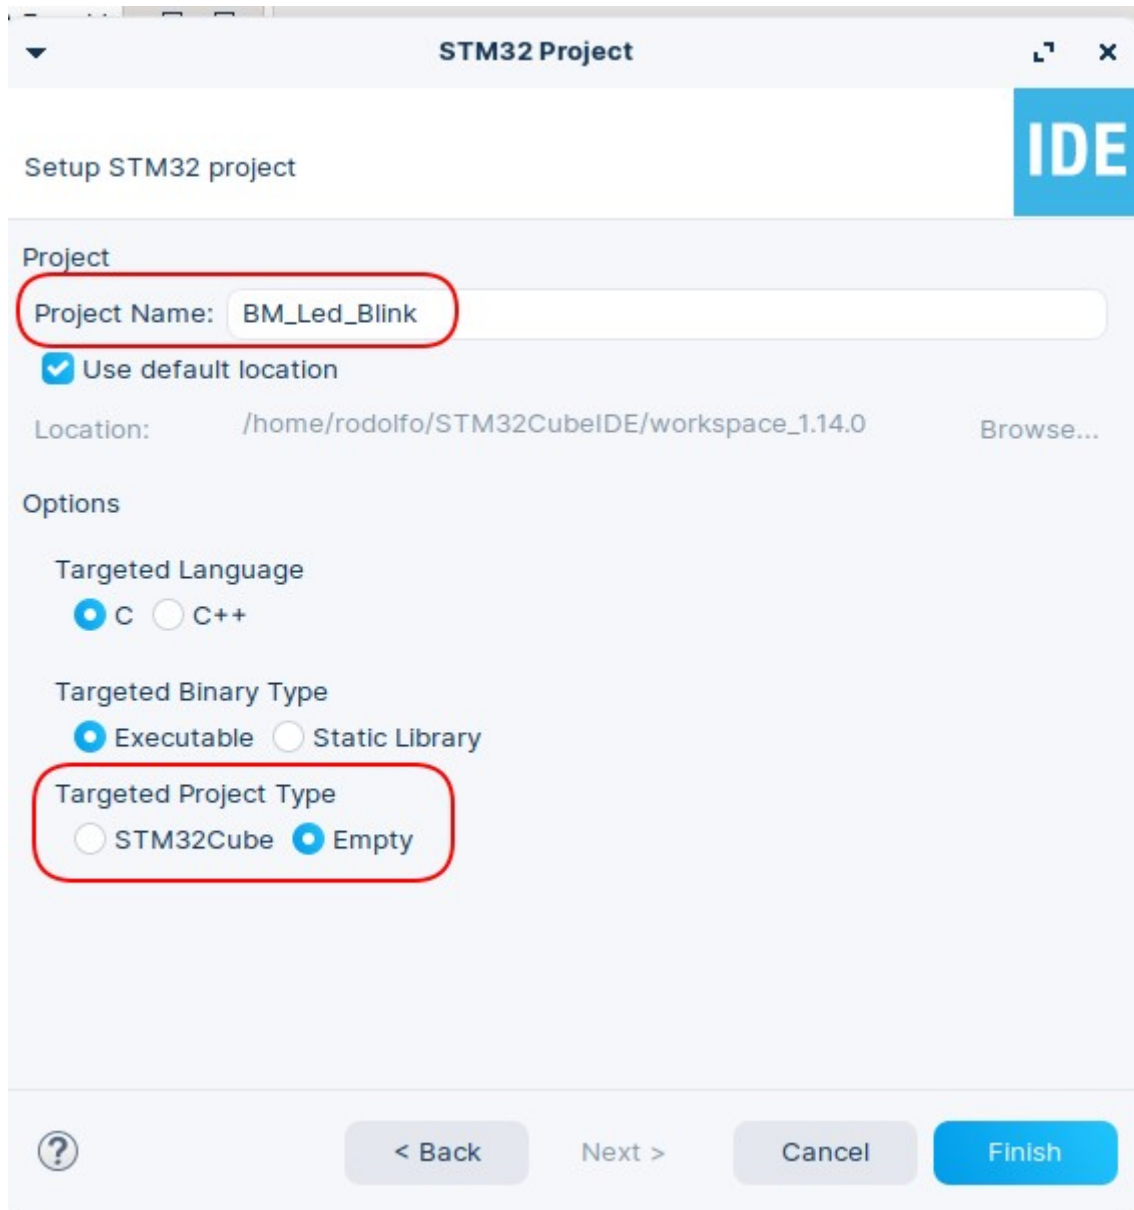 STM32 Project
Setup STM32 project
IDE
Project
Project Name: BM_Led_Blink
Use default location
Location: /home/rodolfo/STM32CubeIDE/workspace_1.14.0 Browse...
Options
Targeted Language
C C++
Targeted Binary Type
Executable Static Library
Targeted Project Type
STM32Cube Empty
? < Back Next > Cancel Finish